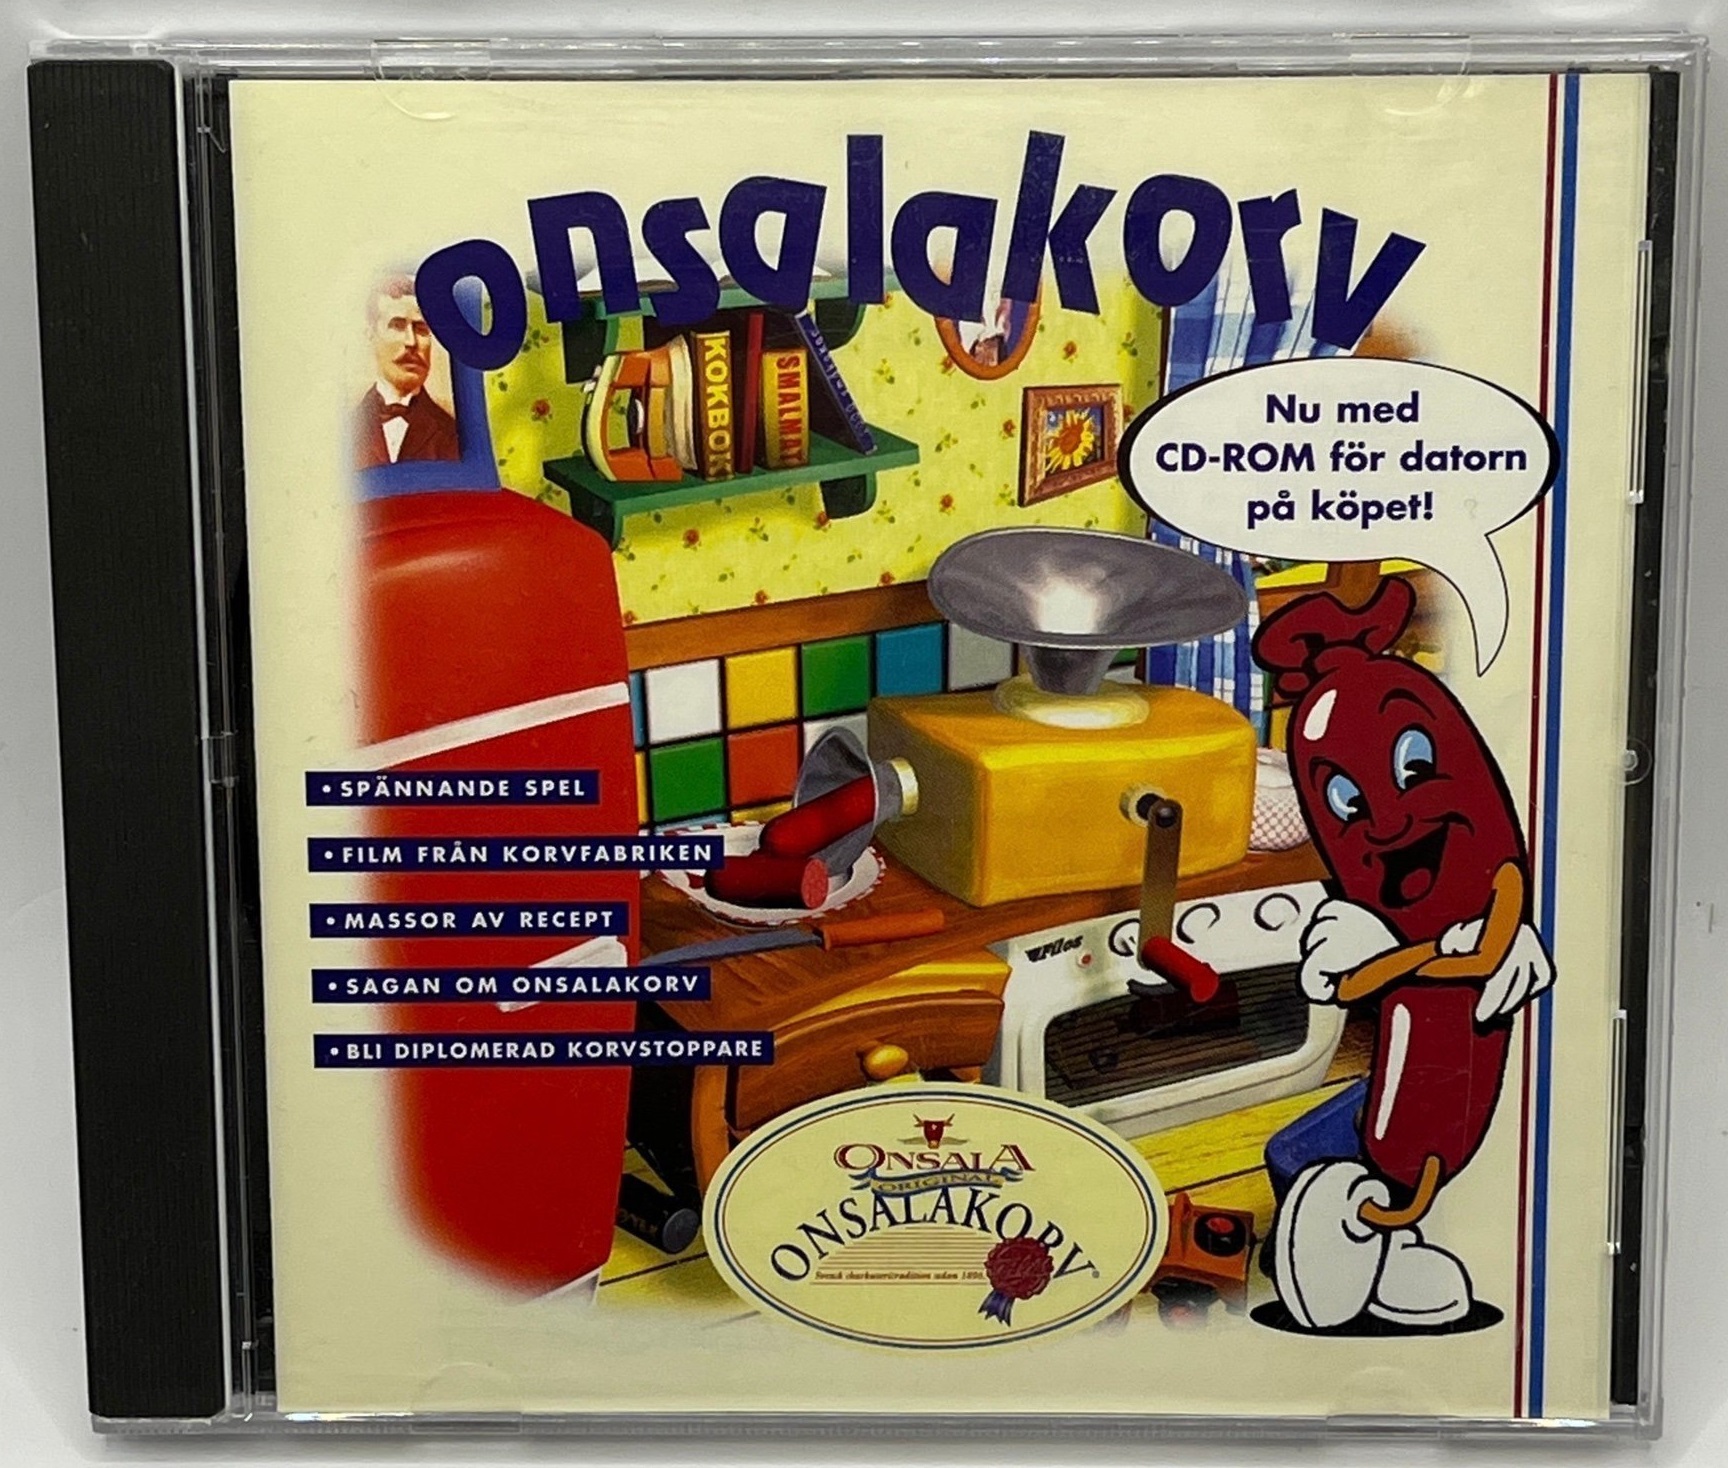 onsalakorv
KOKBOK
SMALMAT
Nu med
CD-ROM för datorn
på köpet!
Filos
• SPÄNNANDE SPEL
• FILM FRÅN KORVFABRIKEN
• MASSOR AV RECEPT
• SAGAN OM ONSALAKORV
• BLI DIPLOMERAD KORVSTOPPARE
ONSALA
ORIGINAL
ONSALAKORV®